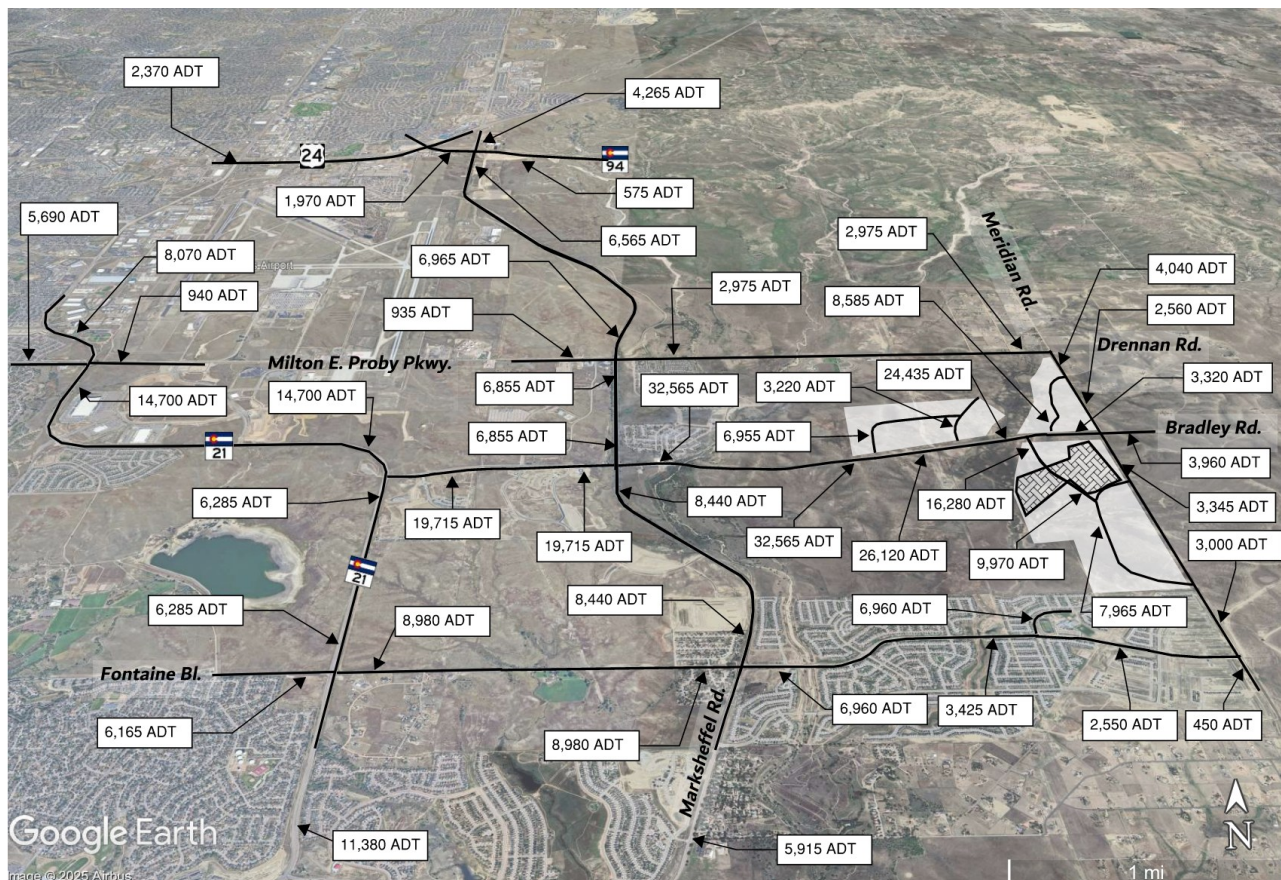 2,370 ADT
4,265 ADT
24
94
1,970 ADT
575 ADT
5,690 ADT
Meridian Rd.
2,975 ADT
6,565 ADT
8,070 ADT
Airport
6,965 ADT
4,040 ADT
940 ADT
2,975 ADT
8,585 ADT
935 ADT
2,560 ADT
Drennan Rd.
Milton E. Proby Pkwy.
24,435 ADT
3,320 ADT
6,855 ADT
32,565 ADT
3,220 ADT
14,700 ADT
14,700 ADT
Bradley Rd.
6,855 ADT
6,955 ADT
21
3,960 ADT
6,285 ADT
8,440 ADT
16,280 ADT
3,345 ADT
19,715 ADT
19,715 ADT
32,565 ADT
26,120 ADT
9,970 ADT
3,000 ADT
21
6,285 ADT
8,440 ADT
6,960 ADT
7,965 ADT
8,980 ADT
Fontaine Bl.
6,165 ADT
6,960 ADT
3,425 ADT
2,550 ADT
450 ADT
8,980 ADT
Marksheffel Rd.
Google Earth
N
11,380 ADT
5,915 ADT
1 mi
Image © 2025 Airbus